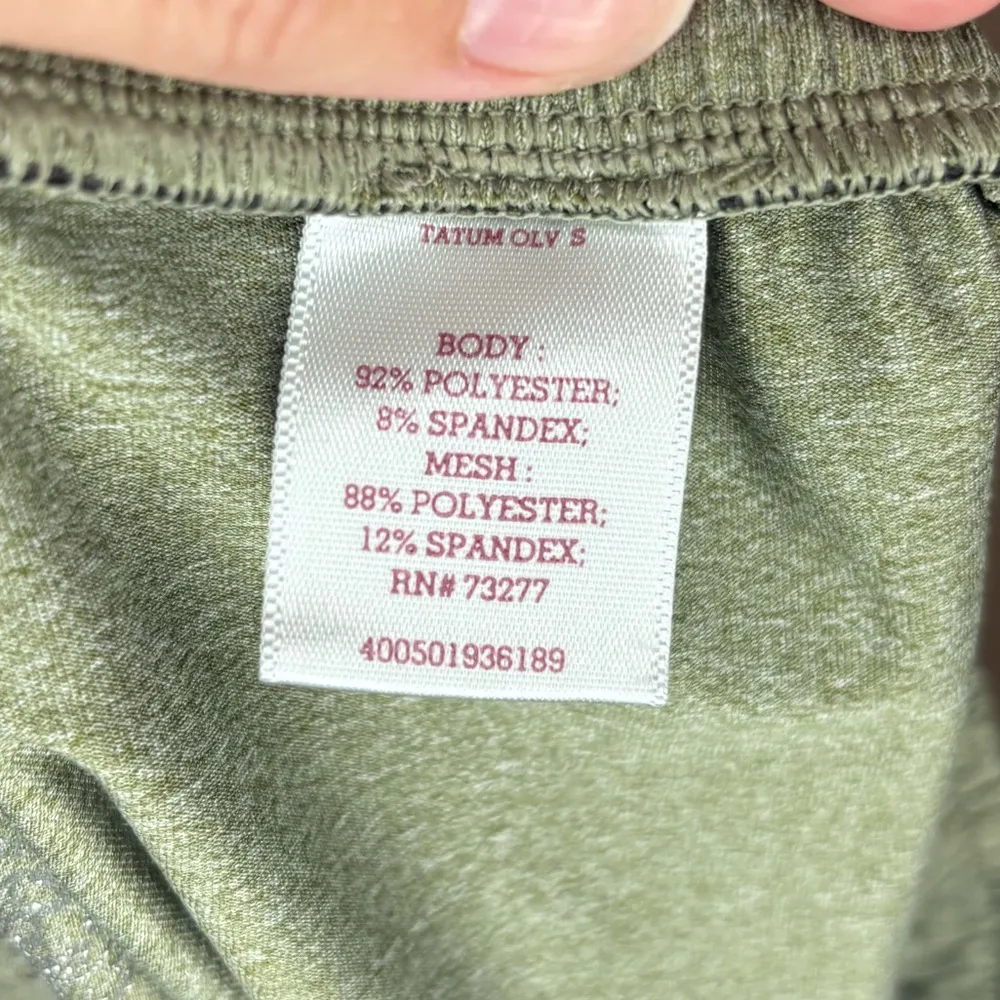 TATUM OLV S
BODY :
92% POLYESTER;
8% SPANDEX;
MESH :
88% POLYESTER;
12% SPANDEX;
RN# 73277
400501936189